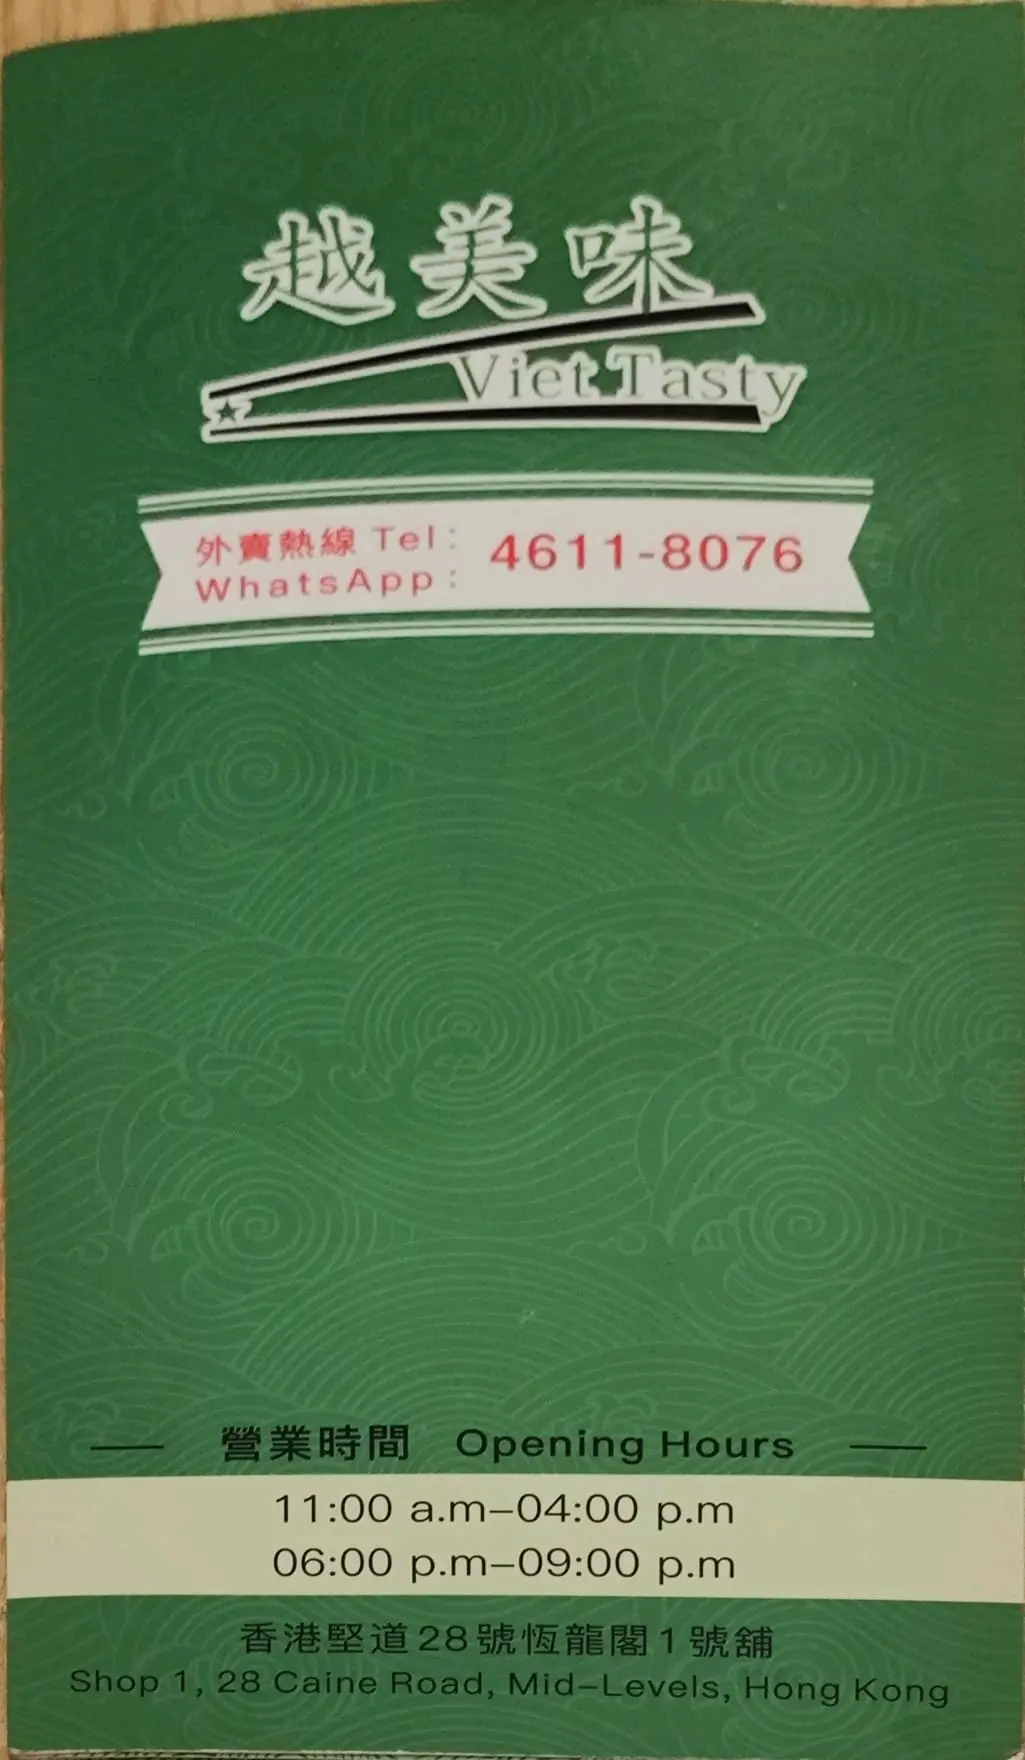 越美味
Viet Tasty
外賣熱線 Tel: 4611-8076
WhatsApp:
營業時間 Opening Hours
11:00 a.m–04:00 p.m
06:00 p.m–09:00 p.m
香港堅道28號恆龍閣1號舖
Shop 1, 28 Caine Road, Mid–Levels, Hong Kong